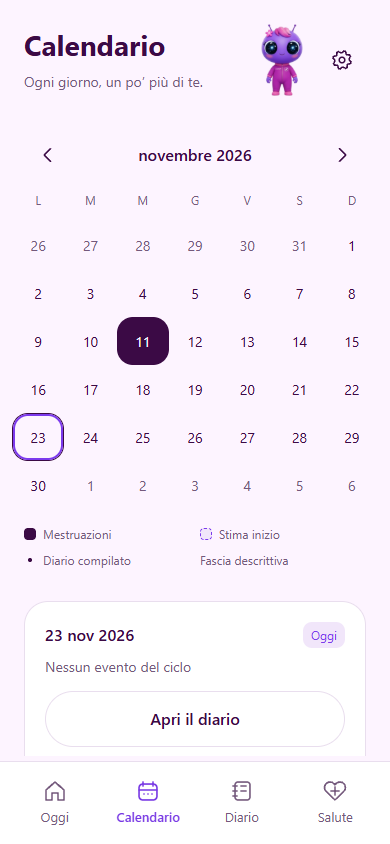 Calendario
Ogni giorno, un po’ più di te.
novembre 2026
L M M G V S D
26 27 28 29 30 31 1
2 3 4 5 6 7 8
9 10 11 12 13 14 15
16 17 18 19 20 21 22
23 24 25 26 27 28 29
30 1 2 3 4 5 6
Mestruazioni Stima inizio
Diario compilato Fascia descrittiva
23 nov 2026 Oggi
Nessun evento del ciclo
Apri il diario
Oggi Calendario Diario Salute